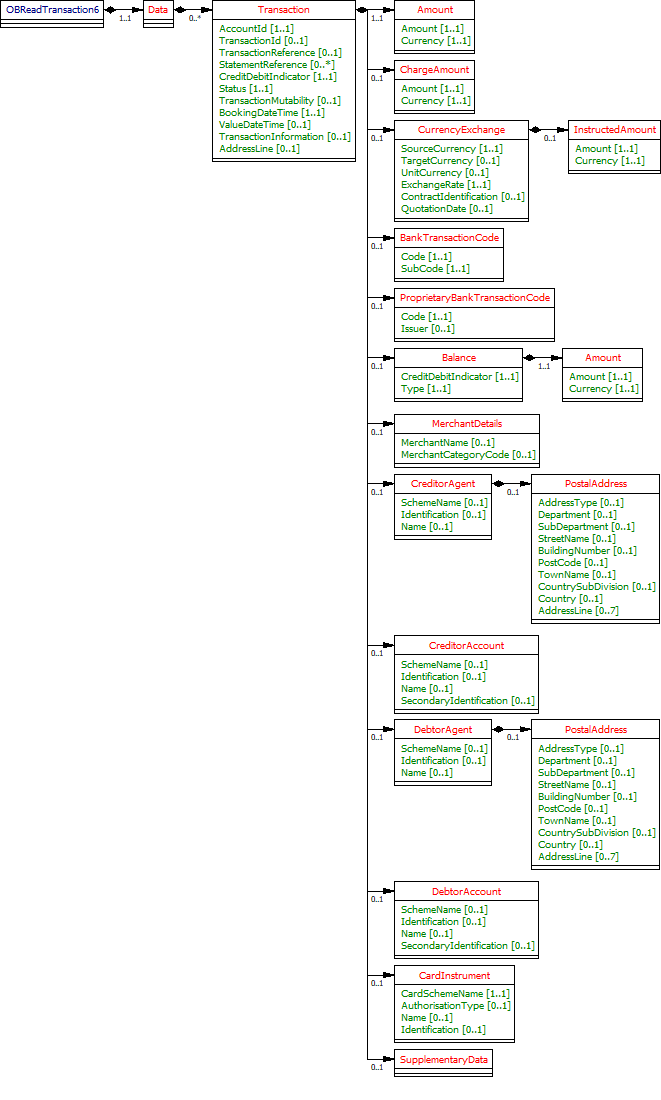 OBReadTransaction6
1..1
Data
0..*
Transaction
AccountId [1..1]
TransactionId [0..1]
TransactionReference [0..1]
StatementReference [0..*]
CreditDebitIndicator [1..1]
Status [1..1]
TransactionMutability [0..1]
BookingDateTime [1..1]
ValueDateTime [0..1]
TransactionInformation [0..1]
AddressLine [0..1]
1..1
Amount
Amount [1..1]
Currency [1..1]
0..1
ChargeAmount
Amount [1..1]
Currency [1..1]
0..1
CurrencyExchange
SourceCurrency [1..1]
TargetCurrency [0..1]
UnitCurrency [0..1]
ExchangeRate [1..1]
ContractIdentification [0..1]
QuotationDate [0..1]
0..1
InstructedAmount
Amount [1..1]
Currency [1..1]
0..1
BankTransactionCode
Code [1..1]
SubCode [1..1]
0..1
ProprietaryBankTransactionCode
Code [1..1]
Issuer [0..1]
0..1
Balance
CreditDebitIndicator [1..1]
Type [1..1]
1..1
Amount
Amount [1..1]
Currency [1..1]
0..1
MerchantDetails
MerchantName [0..1]
MerchantCategoryCode [0..1]
0..1
CreditorAgent
SchemeName [0..1]
Identification [0..1]
Name [0..1]
0..1
PostalAddress
AddressType [0..1]
Department [0..1]
SubDepartment [0..1]
StreetName [0..1]
BuildingNumber [0..1]
PostCode [0..1]
TownName [0..1]
CountrySubDivision [0..1]
Country [0..1]
AddressLine [0..7]
0..1
CreditorAccount
SchemeName [0..1]
Identification [0..1]
Name [0..1]
SecondaryIdentification [0..1]
0..1
DebtorAgent
SchemeName [0..1]
Identification [0..1]
Name [0..1]
0..1
PostalAddress
AddressType [0..1]
Department [0..1]
SubDepartment [0..1]
StreetName [0..1]
BuildingNumber [0..1]
PostCode [0..1]
TownName [0..1]
CountrySubDivision [0..1]
Country [0..1]
AddressLine [0..7]
0..1
DebtorAccount
SchemeName [0..1]
Identification [0..1]
Name [0..1]
SecondaryIdentification [0..1]
0..1
CardInstrument
CardSchemeName [1..1]
AuthorisationType [0..1]
Name [0..1]
Identification [0..1]
0..1
SupplementaryData